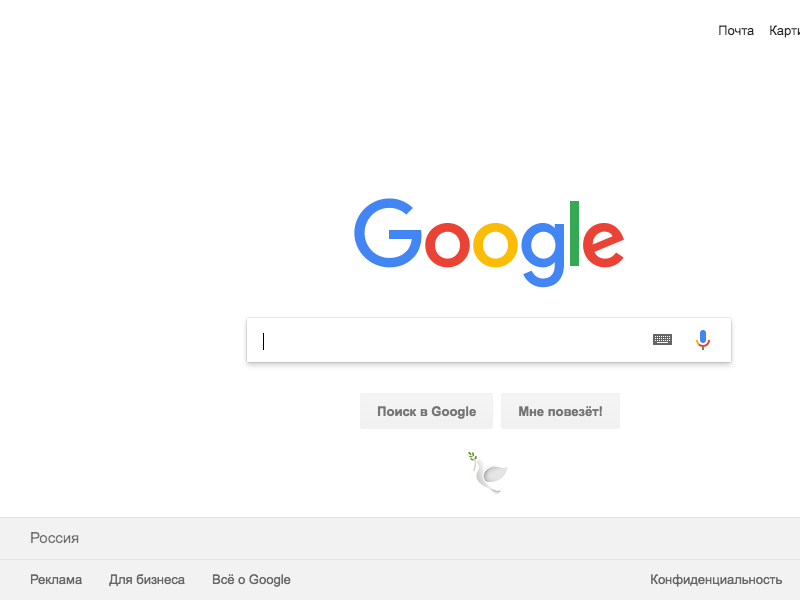 Почта Карти
Google
Поиск в Google Мне повезёт!
Россия
Реклама Для бизнеса Всё о Google Конфиденциальность